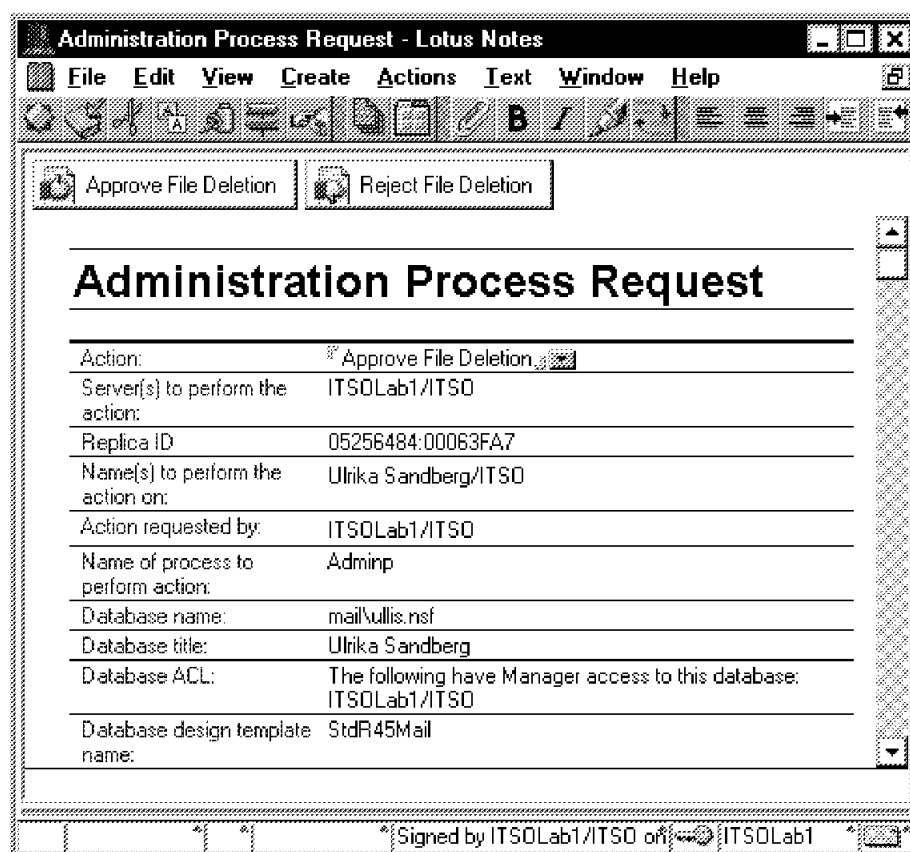 Administration Process Request - Lotus Notes
File Edit View Create Actions Text Window Help
B I
Approve File Deletion Reject File Deletion
Administration Process Request
Action: Approve File Deletion
Server(s) to perform the ITSOLab1/ITSO
action:
Replica ID 05256484:00063FA7
Name(s) to perform the Ulrika Sandberg/ITSO
action on:
Action requested by: ITSOLab1/ITSO
Name of process to Adminp
perform action:
Database name: mail\ullis.nsf
Database title: Ulrika Sandberg
Database ACL: The following have Manager access to this database:
ITSOLab1/ITSO
Database design template StdR45Mail
name:
Signed by ITSOLab1/ITSO on ITSOLab1